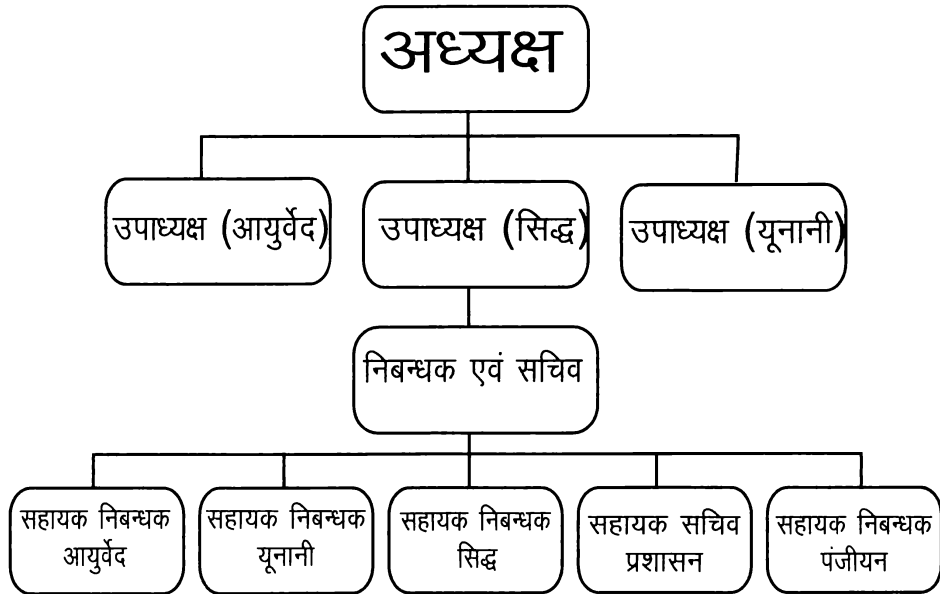 अध्यक्ष
उपाध्यक्ष (आयुर्वेद)
उपाध्यक्ष (सिद्ध)
उपाध्यक्ष (यूनानी)
निबन्धक एवं सचिव
सहायक निबन्धक
आयुर्वेद
सहायक निबन्धक
यूनानी
सहायक निबन्धक
सिद्ध
सहायक सचिव
प्रशासन
सहायक निबन्धक
पंजीयन